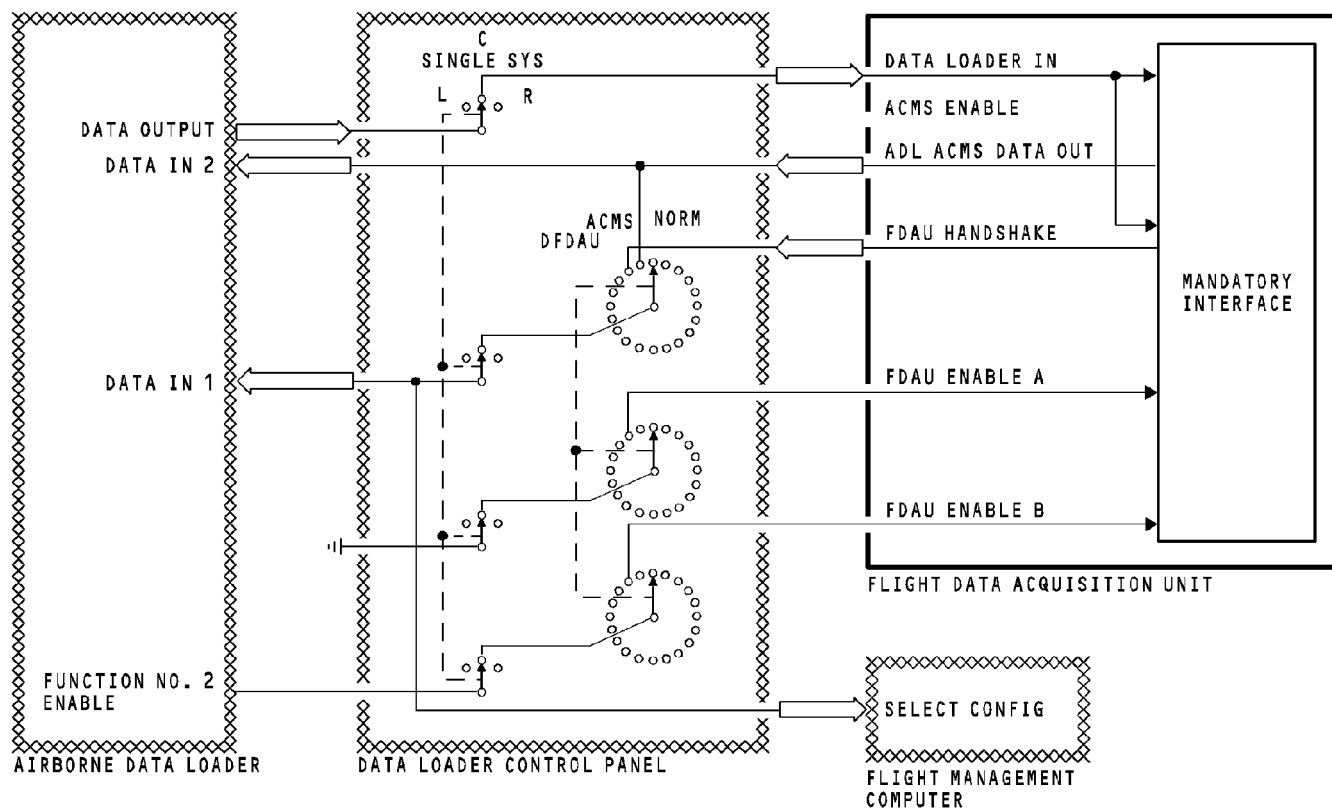 C
SINGLE SYS
L R
DATA OUTPUT
DATA IN 2
DATA IN 1
FUNCTION NO. 2
ENABLE
AIRBORNE DATA LOADER
ACMS NORM
DFDAU
DATA LOADER CONTROL PANEL
DATA LOADER IN
ACMS ENABLE
ADL ACMS DATA OUT
FDAU HANDSHAKE
MANDATORY
INTERFACE
FDAU ENABLE A
FDAU ENABLE B
FLIGHT DATA ACQUISITION UNIT
SELECT CONFIG
FLIGHT MANAGEMENT
COMPUTER